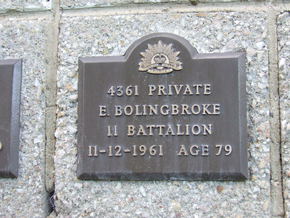 4361 PRIVATE
E. BOLINGBROKE
11 BATTALION
11-12-1961 AGE 79